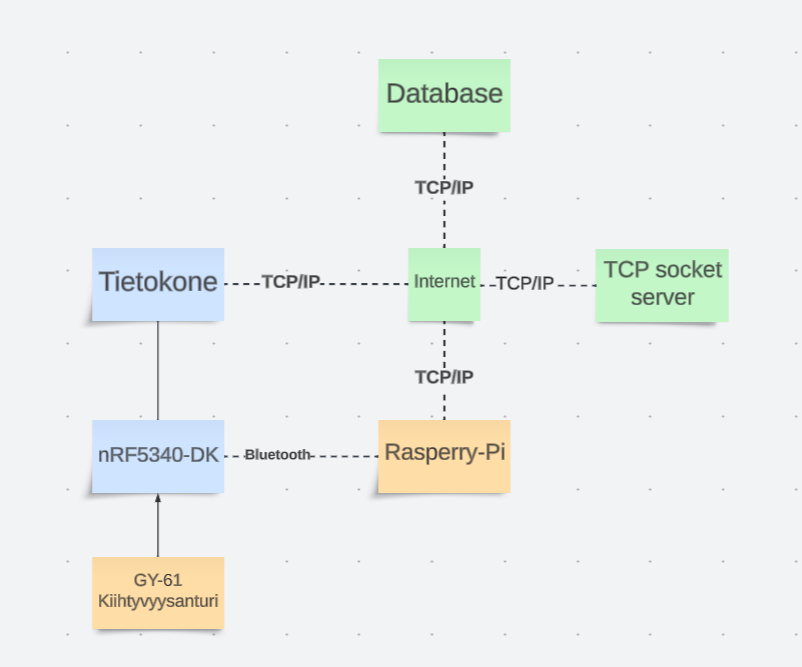 Database
TCP/IP
Tietokone
TCP/IP
Internet
TCP/IP
TCP socket
server
TCP/IP
nRF5340-DK
Bluetooth
Rasperry-Pi
GY-61
Kiihtyvyysanturi